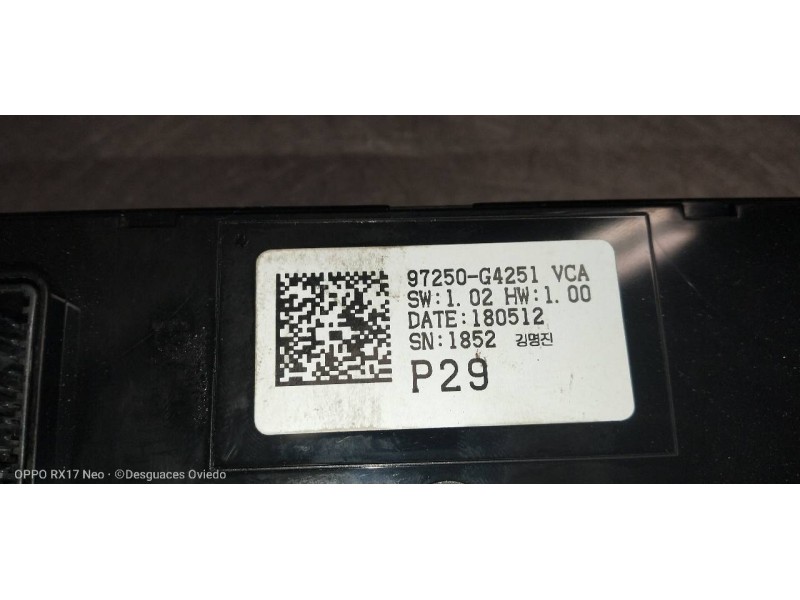 97250-G4251 VCA
SW:1.02 HW:1.00
DATE:180512
SN:1852 김명진
P29
OPPO RX17 Neo · ©Desguaces Oviedo